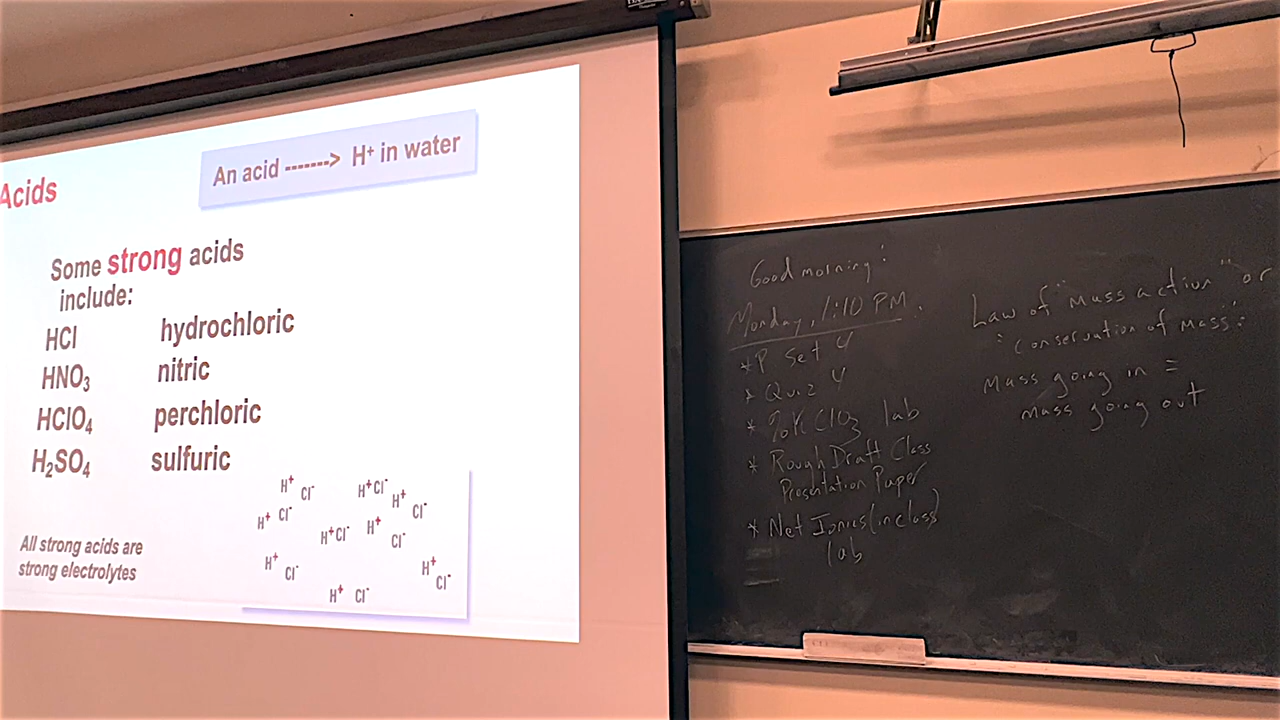 An acid -------> H⁺ in water
Acids
Some strong acids
include:
HCl hydrochloric
HNO₃ nitric
HClO₄ perchloric
H₂SO₄ sulfuric
All strong acids are
strong electrolytes
H⁺ Cl⁻ H⁺ Cl⁻
H⁺ Cl⁻ H⁺ Cl⁻
H⁺ Cl⁻ H⁺ Cl⁻
H⁺ Cl⁻ H⁺ Cl⁻
H⁺ Cl⁻
Good morning:
Monday, 1:10 PM.
* P Set 4
* Quiz 4
* % KClO₃ lab
* Rough Draft Class
Presentation Paper
* Net Ionics (in class)
lab
Law of "mass action" or
"conservation of mass":
Mass going in =
mass going out